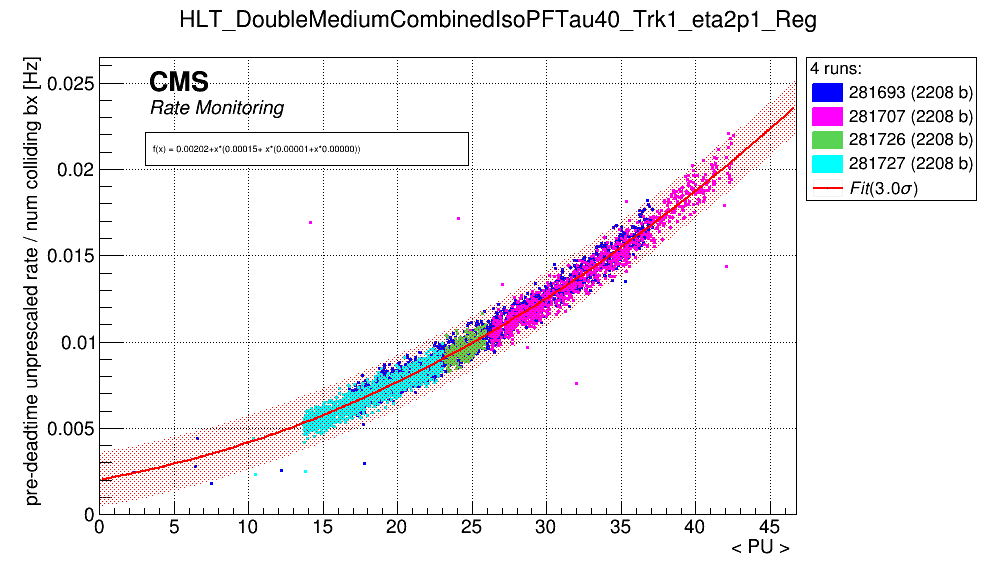 HLT_DoubleMediumCombinedIsoPFTau40_Trk1_eta2p1_Reg
pre-deadtime unprescaled rate / num colliding bx [Hz]
0.025
0.02
0.015
0.01
0.005
0
CMS
Rate Monitoring
f(x) = 0.00202+x*(0.00015+ x*(0.00001+x*0.00000))
4 runs:
281693 (2208 b)
281707 (2208 b)
281726 (2208 b)
281727 (2208 b)
Fit(3.0σ)
0 5 10 15 20 25 30 35 40 45
< PU >